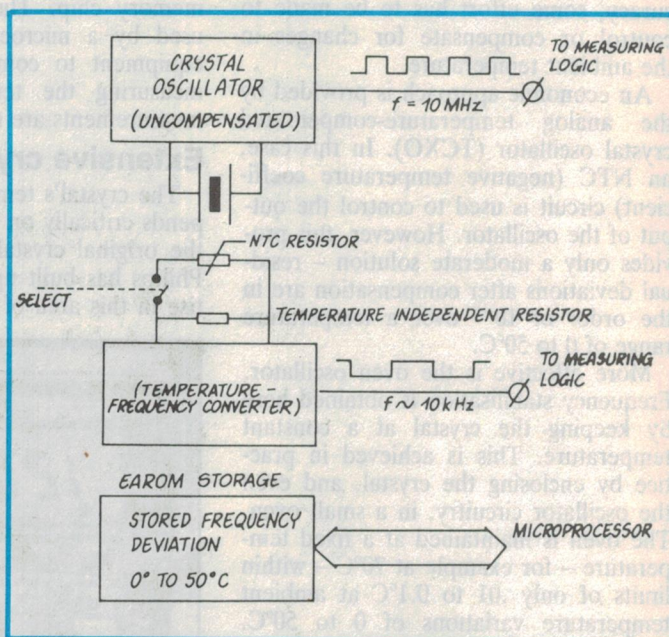 CRYSTAL
OSCILLATOR
(UNCOMPENSATED)
TO MEASURING
LOGIC
f = 10 MHz
NTC RESISTOR
SELECT
TEMPERATURE INDEPENDENT RESISTOR
(TEMPERATURE –
FREQUENCY CONVERTER)
TO MEASURING
LOGIC
f ~ 10 kHz
EAROM STORAGE
STORED FREQUENCY
DEVIATION
0° TO 50°C
MICROPROCESSOR